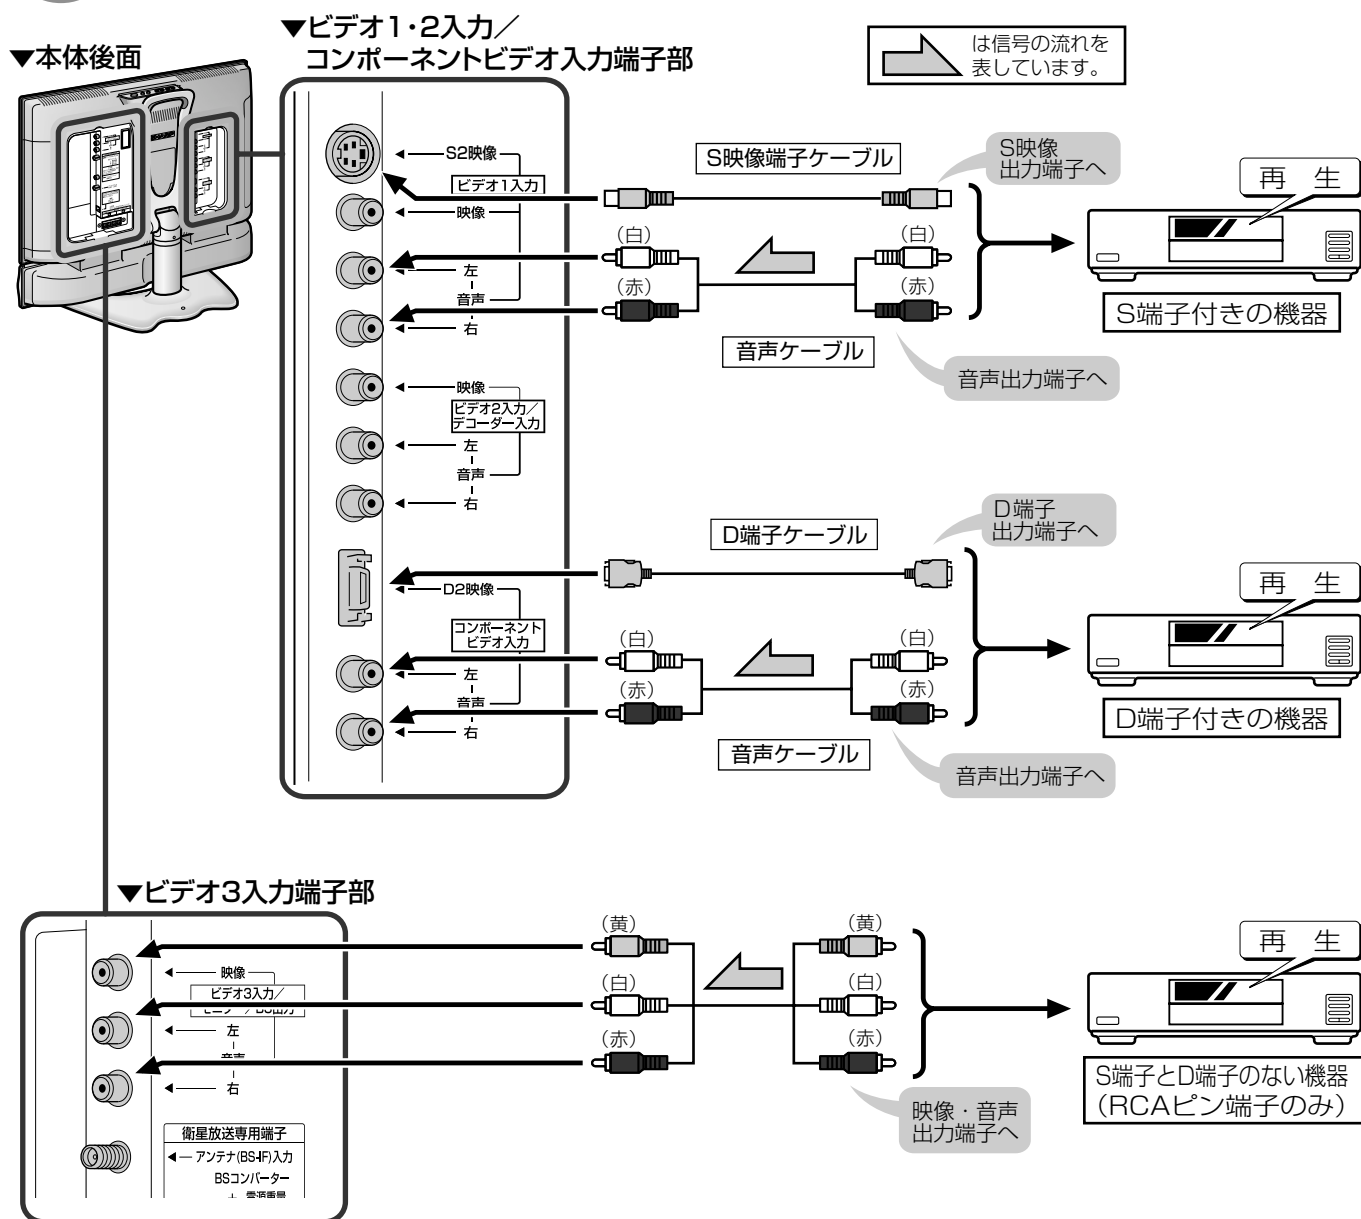 ▼本体後面
▼ビデオ1・2入力／
コンポーネントビデオ入力端子部
は信号の流れを
表しています。
S2映像
ビデオ1入力
映像
左
音声
右
映像
ビデオ2入力／
デコーダー入力
左
音声
右
D2映像
コンポーネント
ビデオ入力
左
音声
右
S映像端子ケーブル
S映像
出力端子へ
（白）
（白）
（赤）
（赤）
音声ケーブル
音声出力端子へ
再 生
S端子付きの機器
D端子ケーブル
D端子
出力端子へ
（白）
（白）
（赤）
（赤）
音声ケーブル
音声出力端子へ
再 生
D端子付きの機器
▼ビデオ3入力端子部
映像
ビデオ3入力／
モニター／BS出力
左
音声
右
衛星放送専用端子
アンテナ(BS-IF)入力
BSコンバーター
（黄）
（黄）
（白）
（白）
（赤）
（赤）
映像・音声
出力端子へ
再 生
S端子とD端子のない機器
（RCAピン端子のみ）